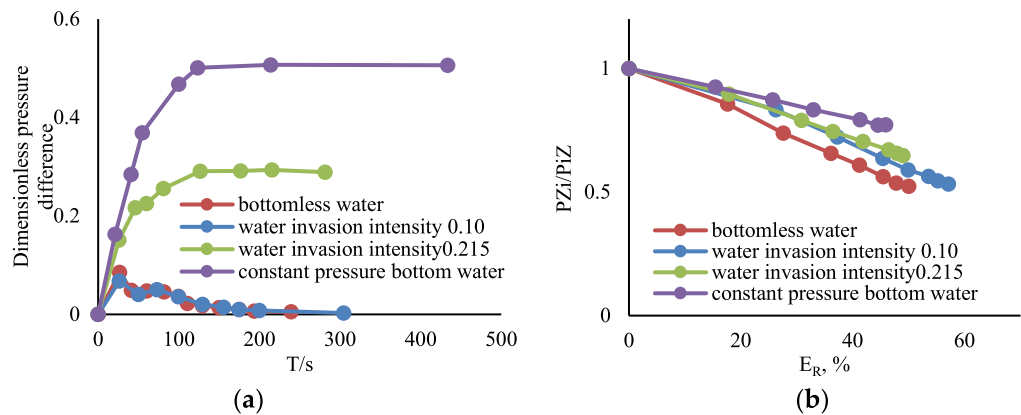 0.6
0.4
0.2
0
0
100
200
300
400
500
Dimensionless pressure
difference
T/s
bottomless water
water invasion intensity 0.10
water invasion intensity0.215
constant pressure bottom water
(a)
1
0.5
0
0
20
40
60
PZi/PiZ
E_R, %
bottomless water
water invasion intensity 0.10
water invasion intensity0.215
constant pressure bottom water
(b)